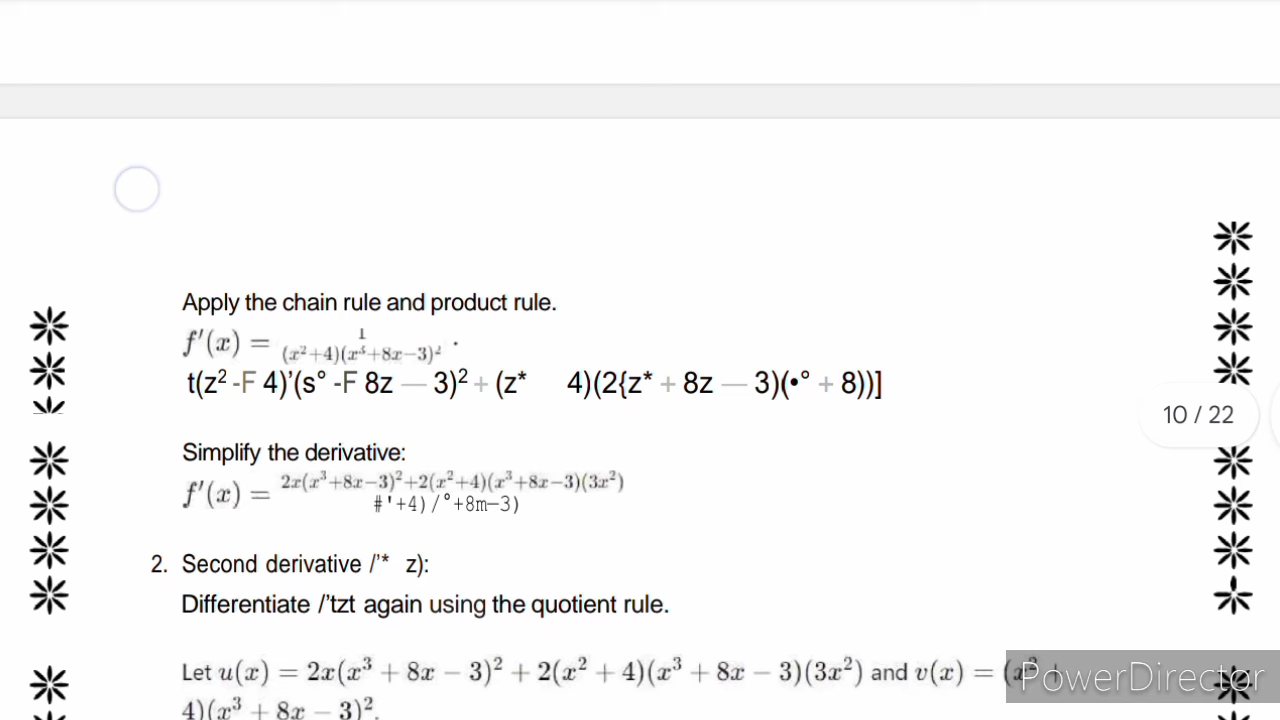 Apply the chain rule and product rule.
f'(x) = 1/((x²+4)(x³+8x−3)²) ·
t(z² -F 4)’(s° -F 8z — 3)² + (z* 4)(2{z* + 8z — 3)(•° + 8))]
10 / 22
Simplify the derivative:
f'(x) = 2x(x³+8x−3)²+2(x²+4)(x³+8x−3)(3x²)
#'+4)/°+8m—3)
2. Second derivative /’* z):
Differentiate /’tzt again using the quotient rule.
Let u(x) = 2x(x³ + 8x − 3)² + 2(x² + 4)(x³ + 8x − 3)(3x²) and v(x) = (x² +
4)(x³ + 8x − 3)².
PowerDirector